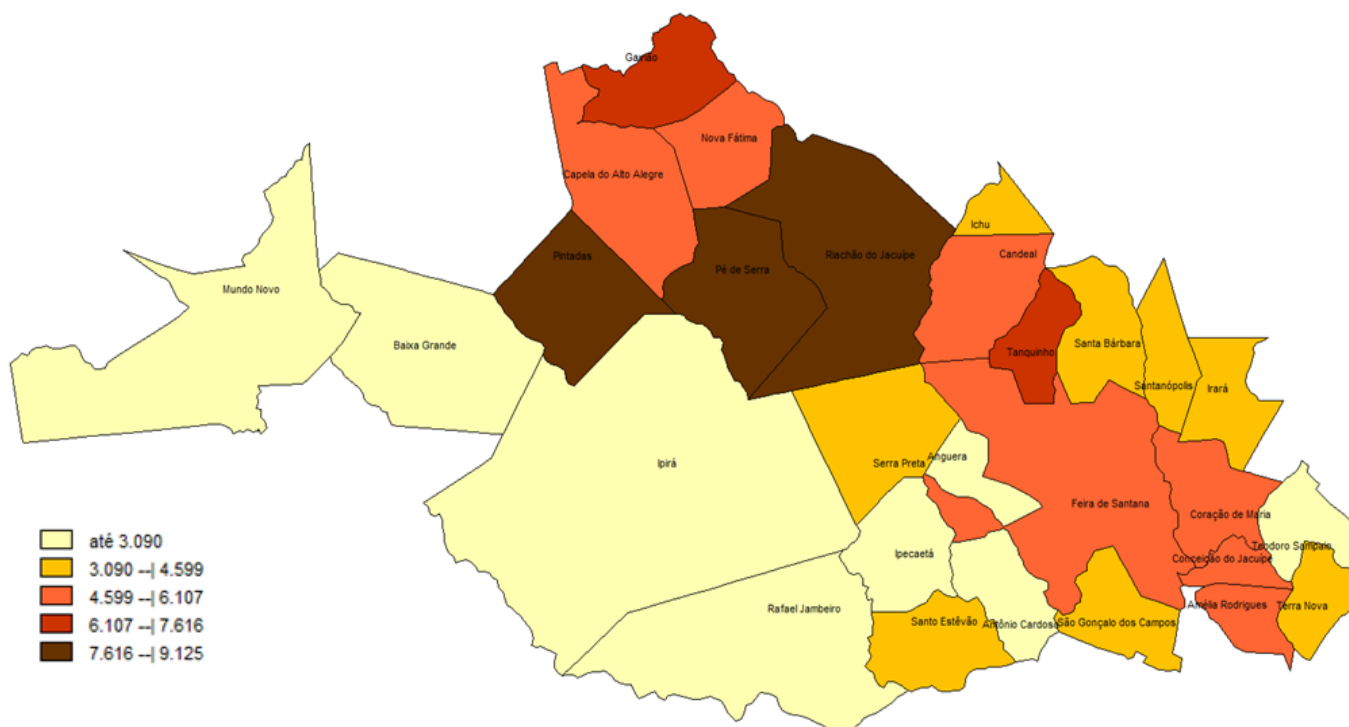 Gavião
Nova Fátima
Capela do Alto Alegre
Ichu
Pintadas
Riachão do Jacuípe
Candeal
Pé de Serra
Mundo Novo
Baixa Grande
Tanquinho
Santa Bárbara
Santanópolis
Irará
Ipirá
Serra Preta
Anguera
Feira de Santana
Coração de Maria
Teodoro Sampaio
Ipecaetá
Conceição do Jacuípe
Rafael Jambeiro
Amélia Rodrigues
Terra Nova
Santo Estêvão
Antônio Cardoso
São Gonçalo dos Campos
até 3.090
3.090 --| 4.599
4.599 --| 6.107
6.107 --| 7.616
7.616 --| 9.125